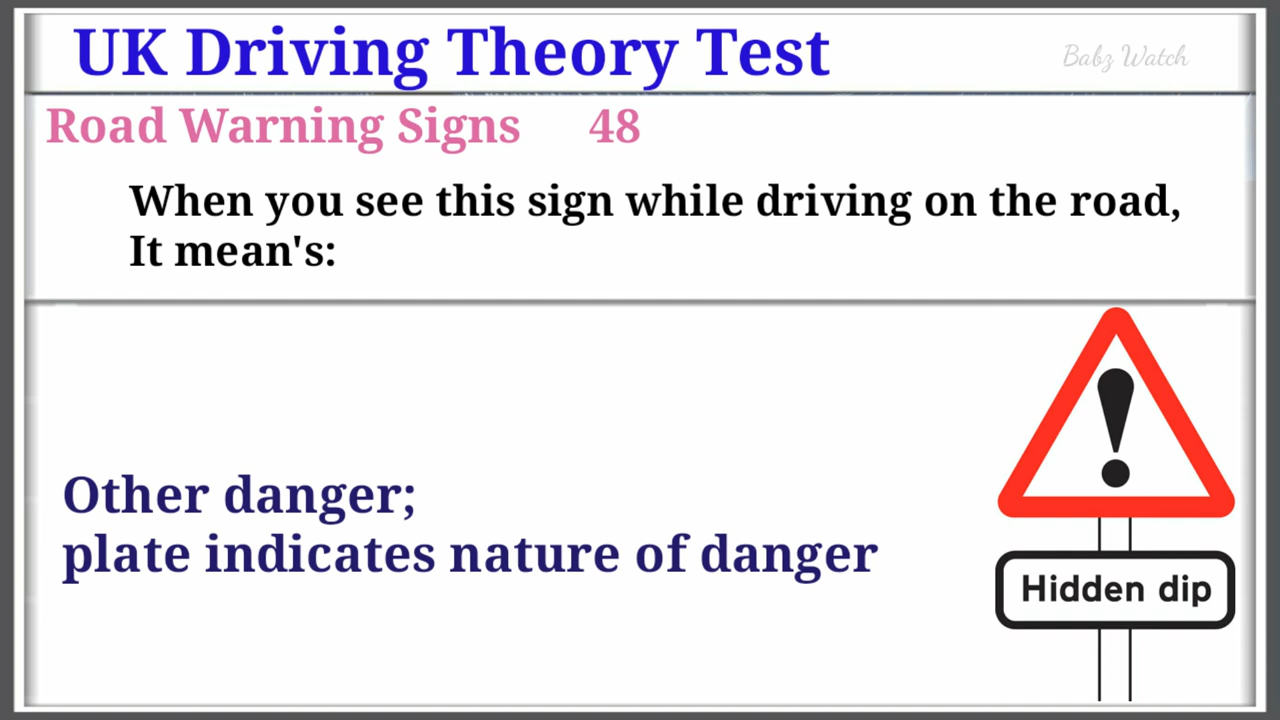 UK Driving Theory Test
Babz Watch
Road Warning Signs 48
When you see this sign while driving on the road,
It mean's:
Other danger;
plate indicates nature of danger
!
Hidden dip